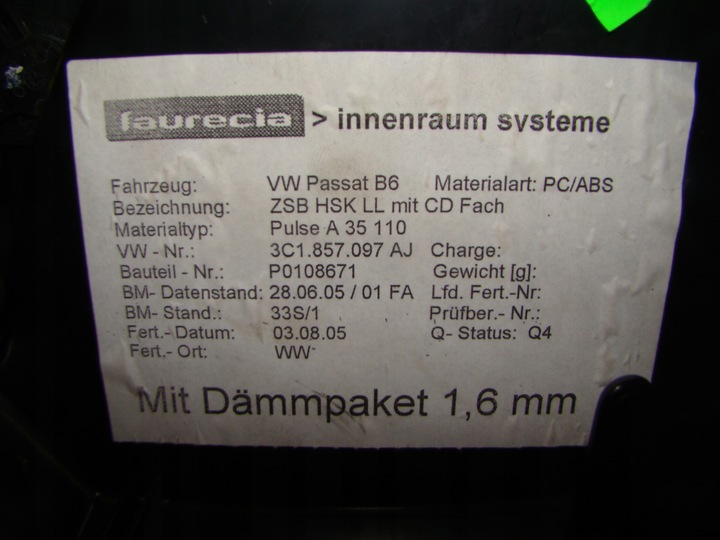 faurecia > innenraum systeme
Fahrzeug: VW Passat B6 Materialart: PC/ABS
Bezeichnung: ZSB HSK LL mit CD Fach
Materialtyp: Pulse A 35 110
VW - Nr.: 3C1.857.097 AJ Charge:
Bauteil - Nr.: P0108671 Gewicht [g]:
BM- Datenstand: 28.06.05 / 01 FA Lfd. Fert.-Nr:
BM- Stand.: 33S/1 Prüfber.- Nr.:
Fert.- Datum: 03.08.05 Q- Status: Q4
Fert.- Ort: WW
Mit Dämmpaket 1,6 mm